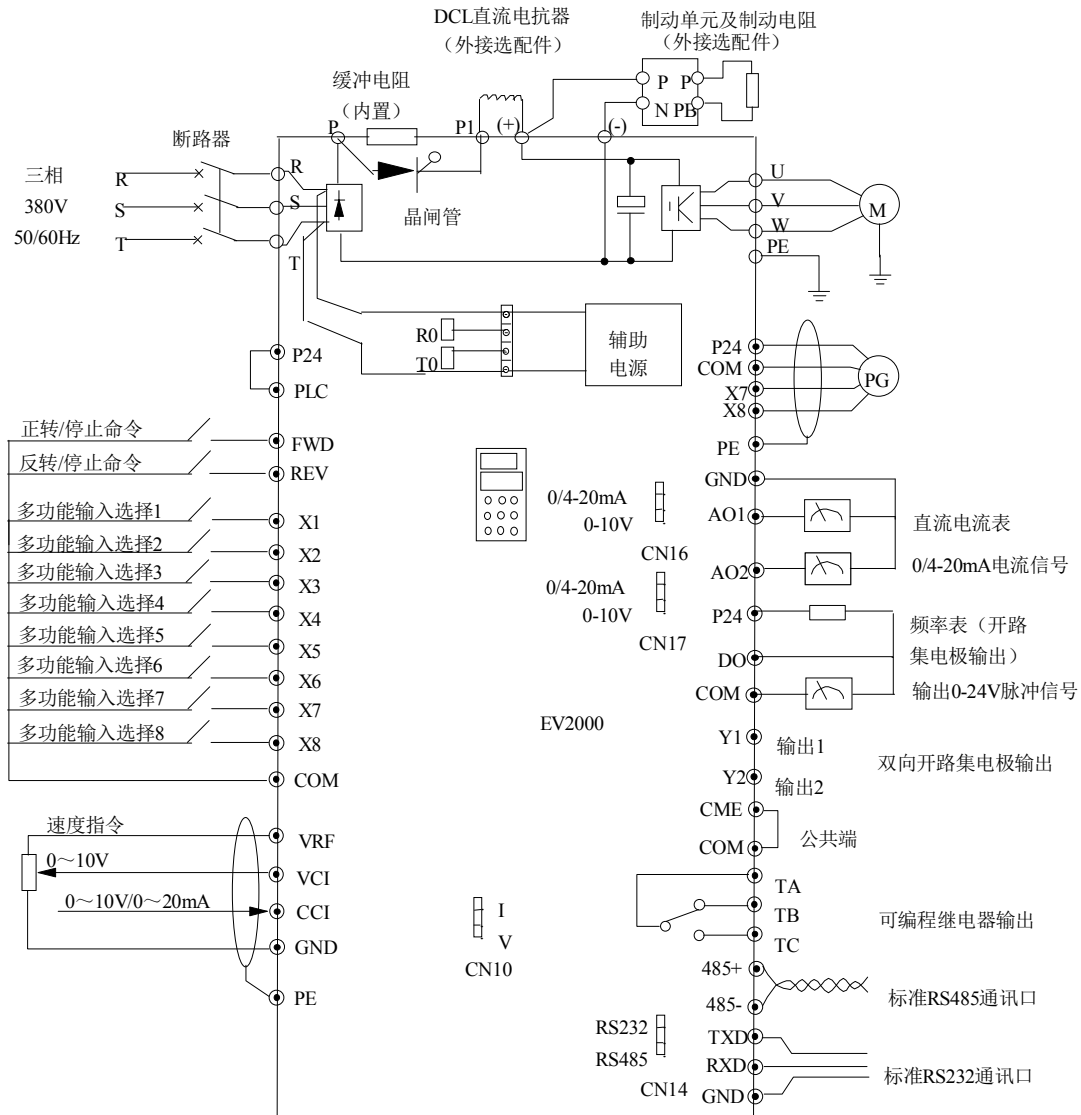 DCL直流电抗器
（外接选配件）
制动单元及制动电阻
（外接选配件）
缓冲电阻
（内置）
P P
N PB
P
P1
(+)
(-)
断路器
三相
380V
50/60Hz
R
S
T
R
S
T
晶闸管
U
V
W
PE
M
R0
T0
辅助
电源
P24
PLC
P24
COM
X7
X8
PE
PG
正转/停止命令
FWD
反转/停止命令
REV
多功能输入选择1
X1
多功能输入选择2
X2
多功能输入选择3
X3
多功能输入选择4
X4
多功能输入选择5
X5
多功能输入选择6
X6
多功能输入选择7
X7
多功能输入选择8
X8
COM
0/4-20mA
0-10V
CN16
0/4-20mA
0-10V
CN17
EV2000
GND
AO1
直流电流表
AO2
0/4-20mA电流信号
P24
频率表（开路
DO
集电极输出）
COM
输出0-24V脉冲信号
Y1
输出1
双向开路集电极输出
Y2
输出2
CME
COM
公共端
速度指令
VRF
0～10V
VCI
0～10V/0～20mA
CCI
GND
PE
I
V
CN10
TA
TB
TC
可编程继电器输出
485+
485-
标准RS485通讯口
RS232
RS485
CN14
TXD
RXD
GND
标准RS232通讯口